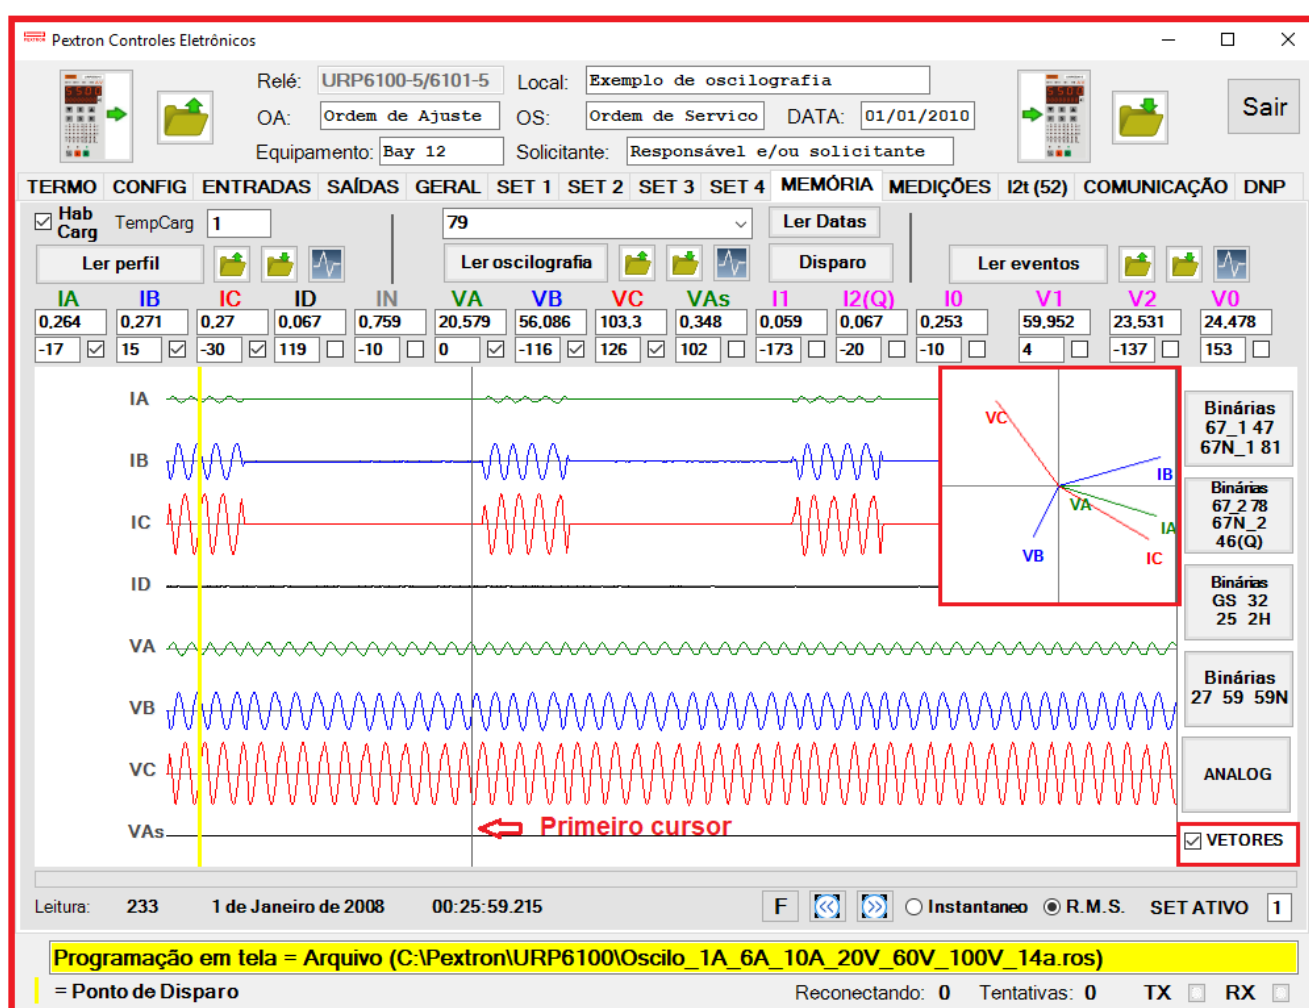 PEXTRON Pextron Controles Eletrônicos
Relé: URP6100-5/6101-5 Local: Exemplo de oscilografia
OA: Ordem de Ajuste OS: Ordem de Servico DATA: 01/01/2010 Sair
Equipamento: Bay 12 Solicitante: Responsável e/ou solicitante
TERMO CONFIG ENTRADAS SAÍDAS GERAL SET 1 SET 2 SET 3 SET 4 MEMÓRIA MEDIÇÕES I2t (52) COMUNICAÇÃO DNP
Hab Carg TempCarg 1 79 Ler Datas
Ler perfil Ler oscilografia Disparo Ler eventos
IA IB IC ID IN VA VB VC VAs I1 I2(Q) I0 V1 V2 V0
0,264 0,271 0,27 0,067 0,759 20,579 56,086 103,3 0,348 0,059 0,067 0,253 59,952 23,531 24,478
-17 15 -30 119 -10 0 -116 126 102 -173 -20 -10 4 -137 153
IA
IB
IC
ID
VA
VB
VC
VAs
Primeiro cursor
VC
IB
VA
IA
VB
IC
Binárias
67_1 47
67N_1 81
Binárias
67_2 78
67N_2
46(Q)
Binárias
GS 32
25 2H
Binárias
27 59 59N
ANALOG
VETORES
Leitura: 233 1 de Janeiro de 2008 00:25:59.215 F Instantaneo R.M.S. SET ATIVO 1
Programação em tela = Arquivo (C:\Pextron\URP6100\Oscilo_1A_6A_10A_20V_60V_100V_14a.ros)
= Ponto de Disparo Reconectando: 0 Tentativas: 0 TX RX